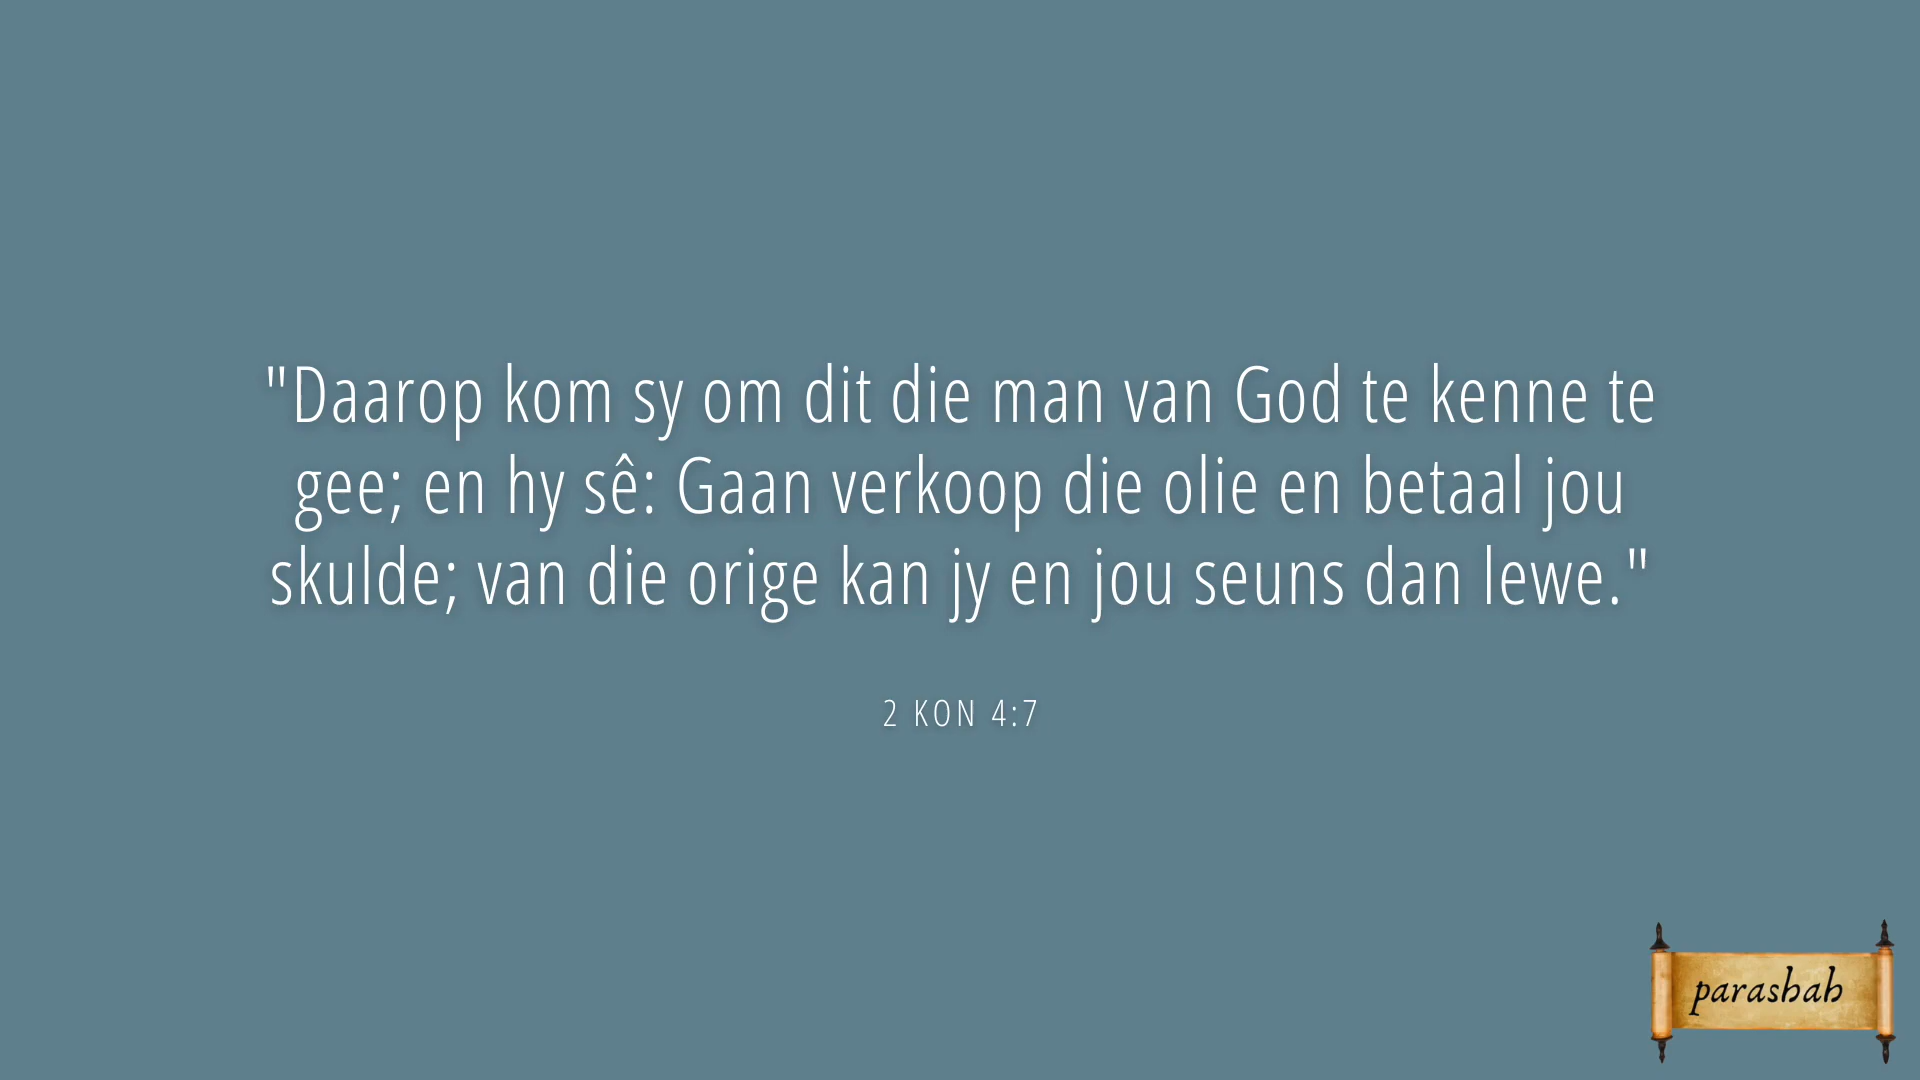 "Daarop kom sy om dit die man van God te kenne te
gee; en hy sê: Gaan verkoop die olie en betaal jou
skulde; van die orige kan jy en jou seuns dan lewe."
2 KON 4:7
parashah